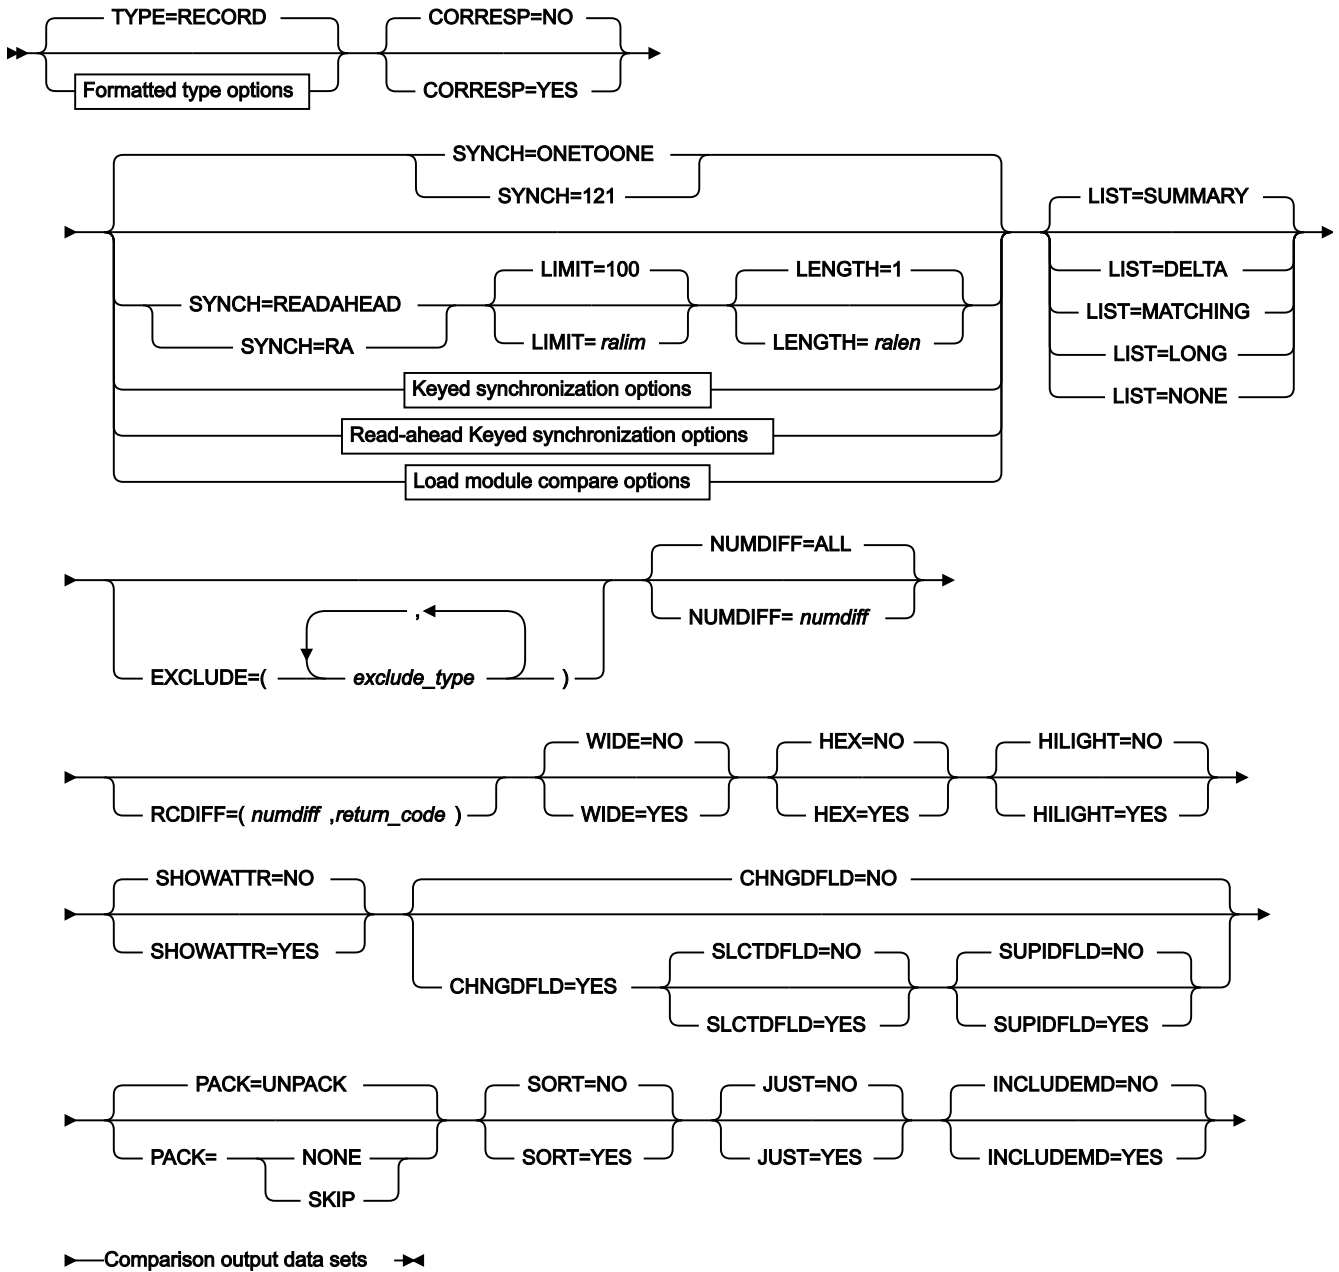 TYPE=RECORD CORRESP=NO
Formatted type options CORRESP=YES
SYNCH=ONETOONE
SYNCH=121 LIST=SUMMARY
LIMIT=100 LENGTH=1 LIST=DELTA
SYNCH=READAHEAD LIST=MATCHING
SYNCH=RA LIMIT= ralim LENGTH= ralen LIST=LONG
Keyed synchronization options LIST=NONE
Read-ahead Keyed synchronization options
Load module compare options
NUMDIFF=ALL
, NUMDIFF= numdiff
EXCLUDE=( exclude_type )
WIDE=NO HEX=NO HILIGHT=NO
RCDIFF=( numdiff ,return_code ) WIDE=YES HEX=YES HILIGHT=YES
SHOWATTR=NO CHNGDFLD=NO
SHOWATTR=YES SLCTDFLD=NO SUPIDFLD=NO
CHNGDFLD=YES
SLCTDFLD=YES SUPIDFLD=YES
PACK=UNPACK SORT=NO JUST=NO INCLUDEMD=NO
PACK= NONE SORT=YES JUST=YES INCLUDEMD=YES
SKIP
Comparison output data sets